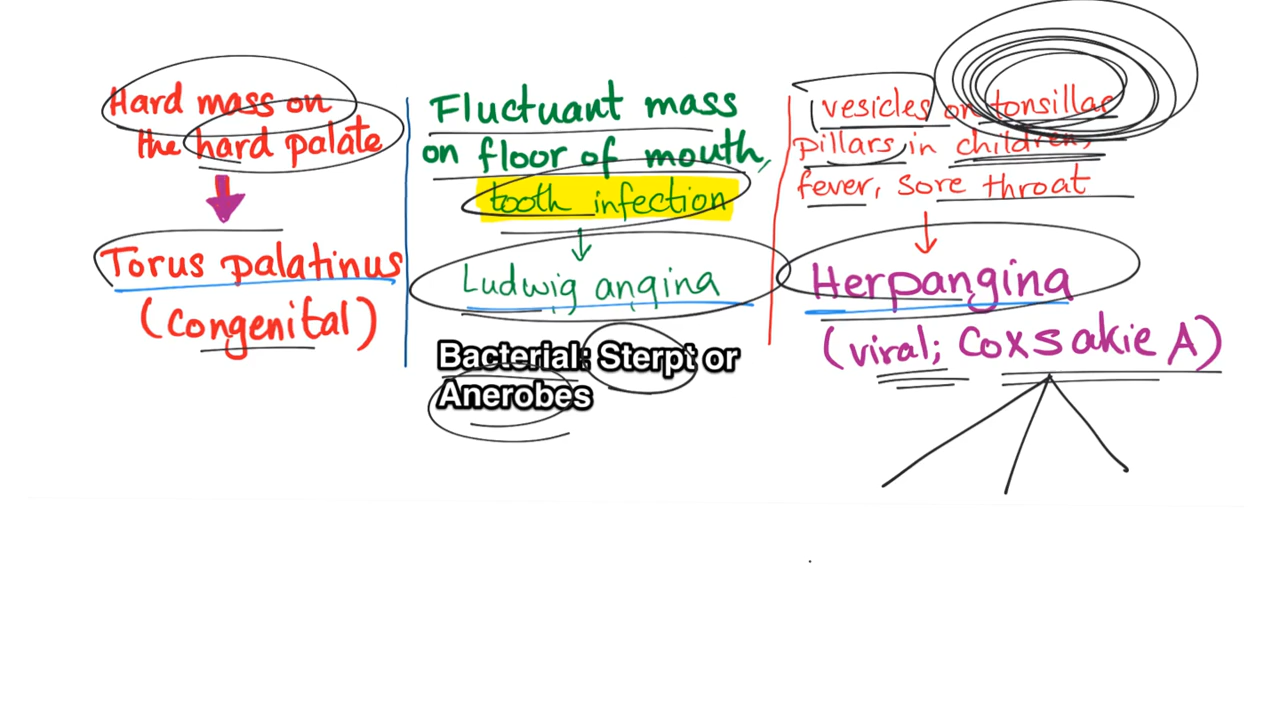 Hard mass on
the hard palate
Torus palatinus
(congenital)
Fluctuant mass
on floor of mouth,
tooth infection
Ludwig angina
Bacterial: Sterpt or
Anerobes
vesicles on tonsillar
pillars in children,
fever, sore throat
Herpangina
(viral; Coxsakie A)